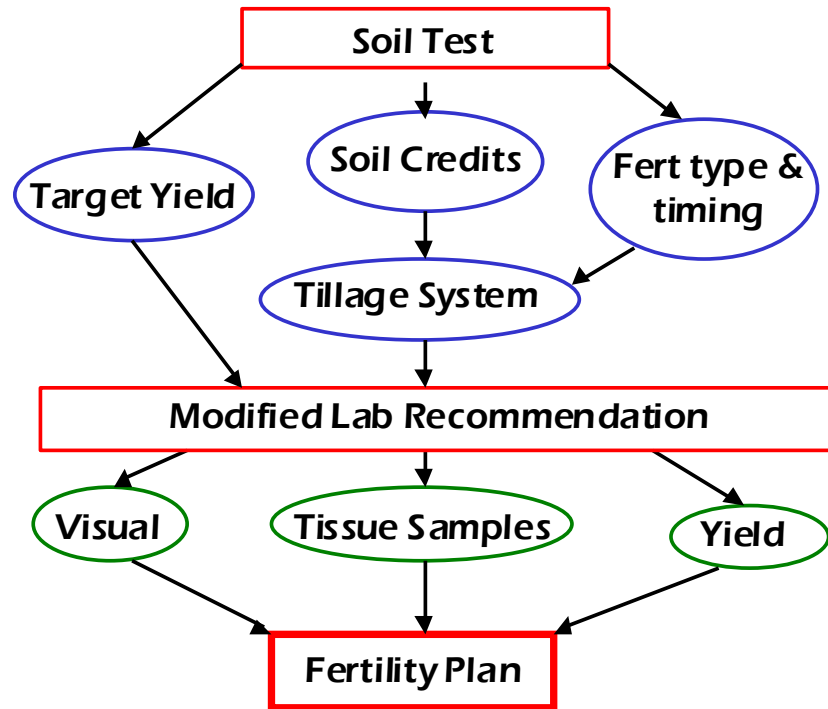 Soil Test
Target Yield
Soil Credits
Fert type &
timing
Tillage System
Modified Lab Recommendation
Visual
Tissue Samples
Yield
Fertility Plan